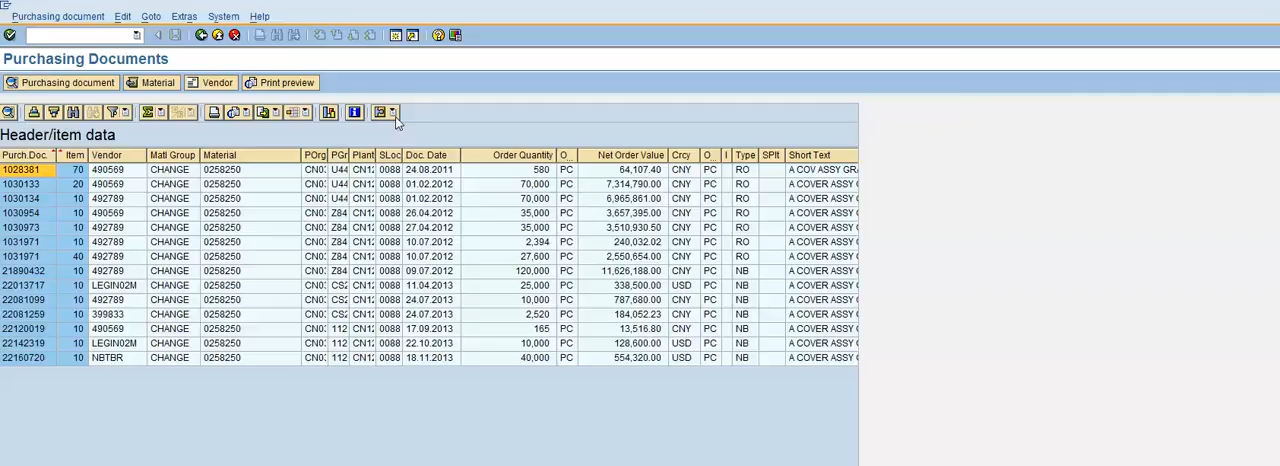 Purchasing document Edit Goto Extras System Help
Purchasing Documents
Purchasing document Material Vendor Print preview
Header/item data
Purch.Doc. Item Vendor Matl Group Material POrg PGr Plant SLoc Doc. Date Order Quantity O... Net Order Value Crcy O... I Type SPlt Short Text
1028381 70 490569 CHANGE 0258250 CN0 U44 CN1 0088 24.08.2011 580 PC 64,107.40 CNY PC RO A COV ASSY GR
1030133 20 490569 CHANGE 0258250 CN0 U44 CN1 0088 01.02.2012 70,000 PC 7,314,790.00 CNY PC RO A COVER ASSY
1030134 10 492789 CHANGE 0258250 CN0 U44 CN1 0088 01.02.2012 70,000 PC 6,965,861.00 CNY PC RO A COVER ASSY
1030954 10 490569 CHANGE 0258250 CN0 Z84 CN1 0088 26.04.2012 35,000 PC 3,657,395.00 CNY PC RO A COVER ASSY
1030973 10 492789 CHANGE 0258250 CN0 Z84 CN1 0088 27.04.2012 35,000 PC 3,510,930.50 CNY PC RO A COVER ASSY
1031971 10 492789 CHANGE 0258250 CN0 Z84 CN1 0088 10.07.2012 2,394 PC 240,032.02 CNY PC RO A COVER ASSY
1031971 40 492789 CHANGE 0258250 CN0 Z84 CN1 0088 10.07.2012 27,600 PC 2,550,654.00 CNY PC RO A COVER ASSY
21890432 10 492789 CHANGE 0258250 CN0 Z84 CN1 0088 09.07.2012 120,000 PC 11,626,188.00 CNY PC NB A COVER ASSY
22013717 10 LEGIN02M CHANGE 0258250 CN0 CS2 CN1 0088 11.04.2013 25,000 PC 338,500.00 USD PC NB A COVER ASSY
22081099 10 492789 CHANGE 0258250 CN0 CS2 CN1 0088 24.07.2013 10,000 PC 787,680.00 CNY PC NB A COVER ASSY
22081259 10 399833 CHANGE 0258250 CN0 CS2 CN1 0088 24.07.2013 2,520 PC 184,052.23 CNY PC NB A COVER ASSY
22120019 10 490569 CHANGE 0258250 CN0 112 CN1 0088 17.09.2013 165 PC 13,516.80 CNY PC NB A COVER ASSY
22142319 10 LEGIN02M CHANGE 0258250 CN0 112 CN1 0088 22.10.2013 10,000 PC 128,600.00 USD PC NB A COVER ASSY
22160720 10 NBTBR CHANGE 0258250 CN0 112 CN1 0088 18.11.2013 40,000 PC 554,320.00 USD PC NB A COVER ASSY